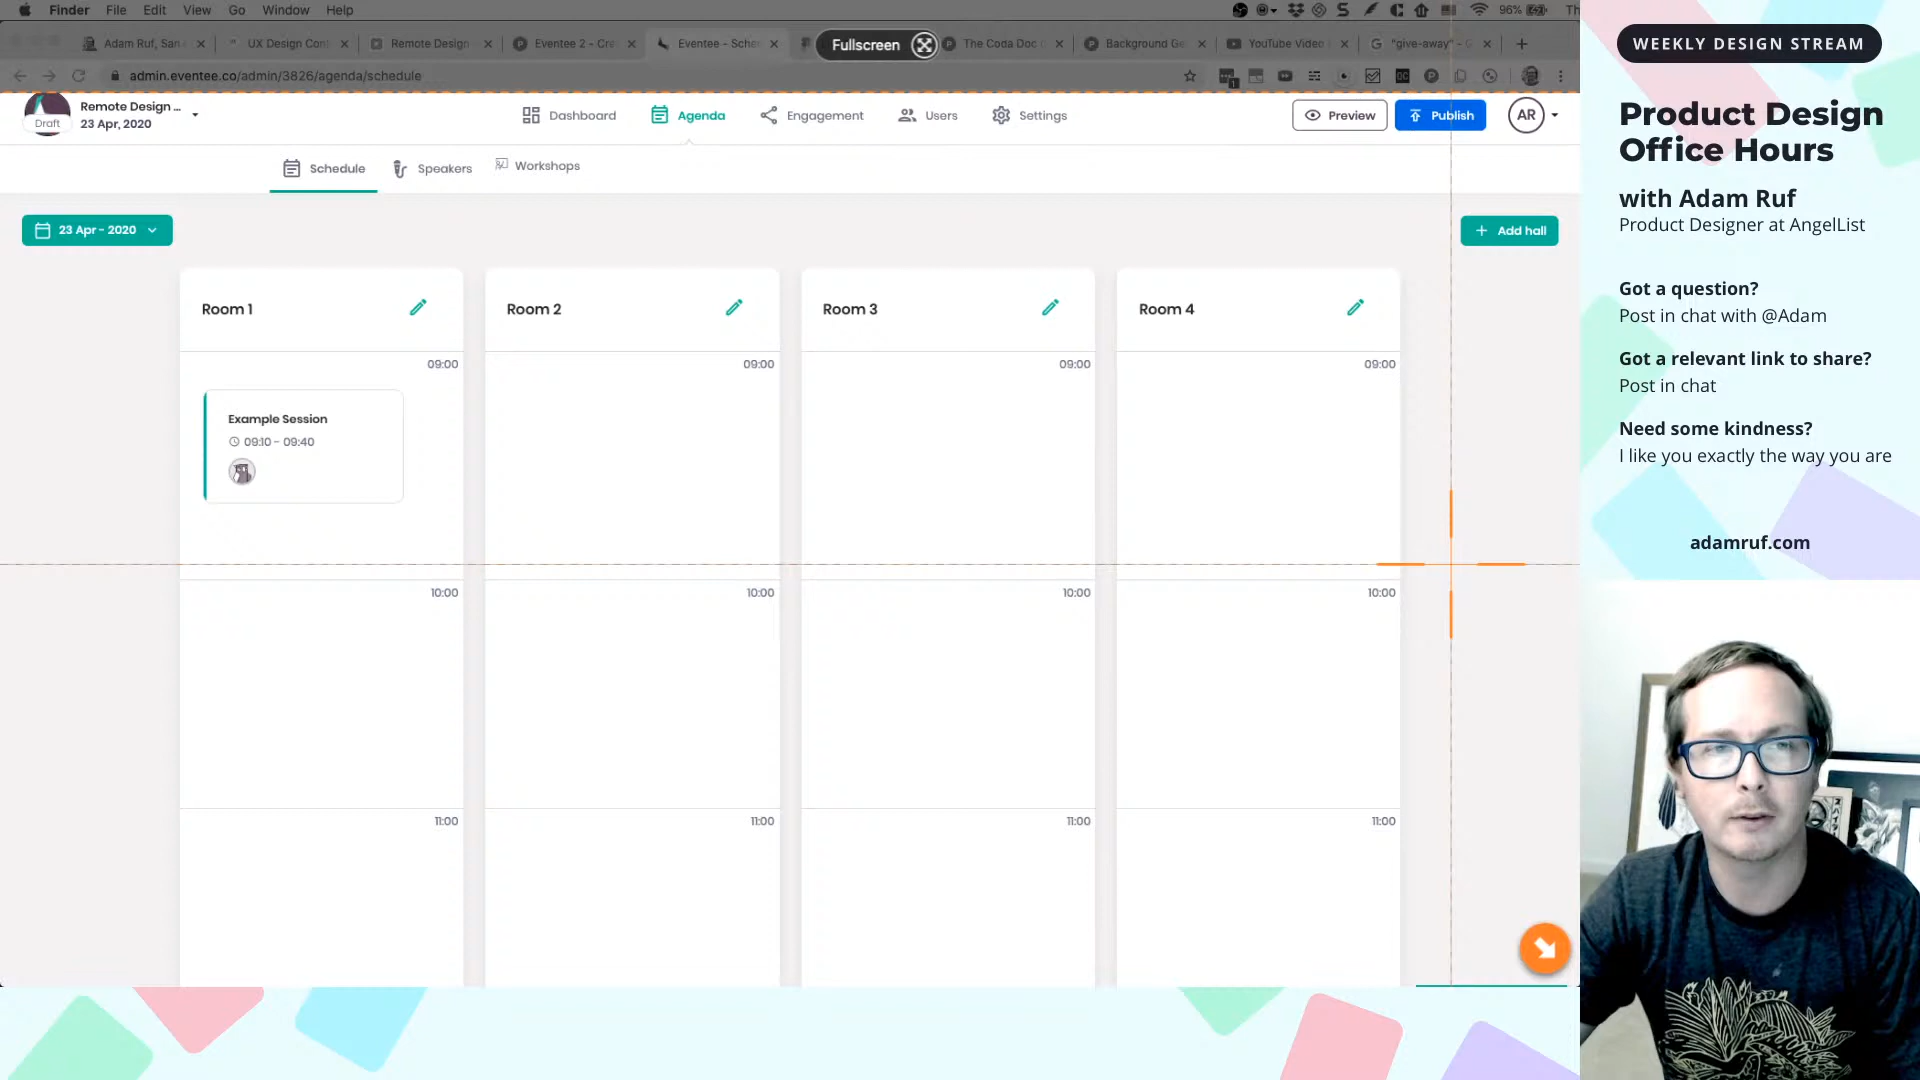 Finder File Edit View Go Window Help 96% Th
Adam Ruf, San
UX Design Con
Remote Design
Eventee 2 - Cre
Eventee - Sche
Fullscreen
The Coda Doc
Background Ge
YouTube Video
"give-away" - G
admin.eventee.co/admin/3826/agenda/schedule
Draft
Remote Design ...
23 Apr, 2020
Dashboard
Agenda
Engagement
Users
Settings
Preview
Publish
AR
Schedule
Speakers
Workshops
23 Apr - 2020
Add hall
Room 1
Room 2
Room 3
Room 4
09:00
09:00
09:00
09:00
Example Session
09:10 - 09:40
10:00
10:00
10:00
10:00
11:00
11:00
11:00
11:00
WEEKLY DESIGN STREAM
Product Design
Office Hours
with Adam Ruf
Product Designer at AngelList
Got a question?
Post in chat with @Adam
Got a relevant link to share?
Post in chat
Need some kindness?
I like you exactly the way you are
adamruf.com